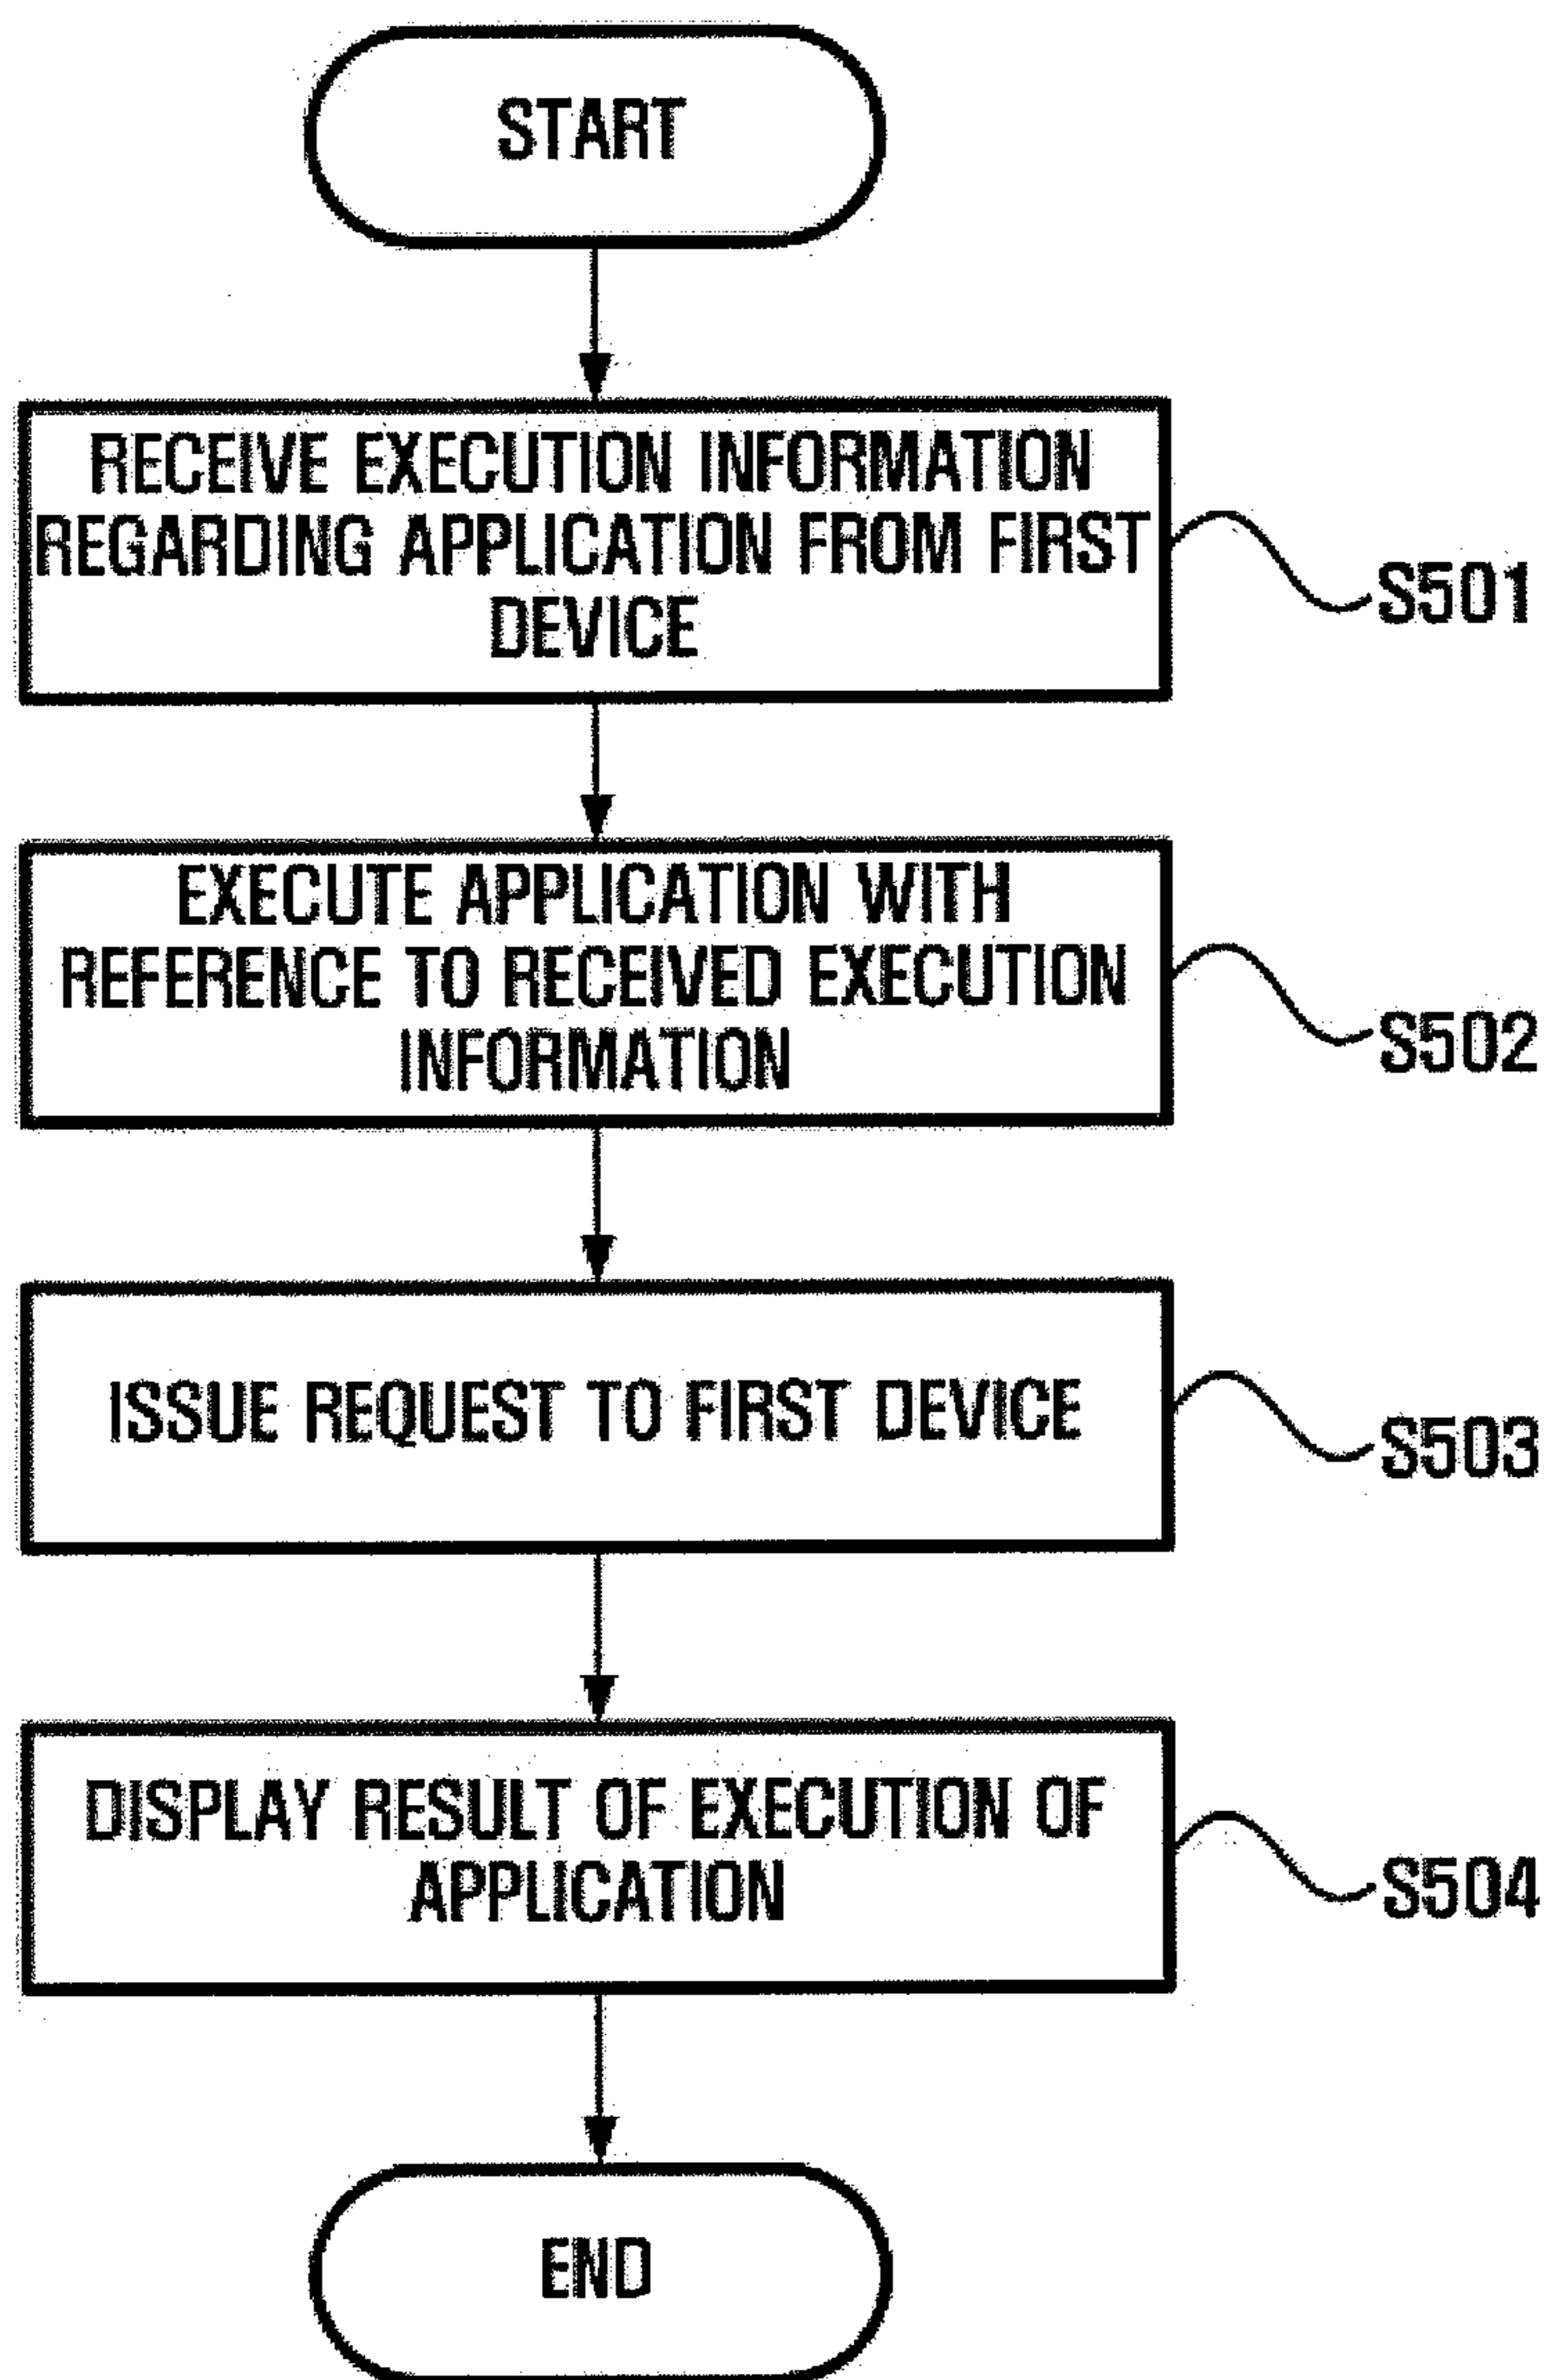 START
RECEIVE EXECUTION INFORMATION
REGARDING APPLICATION FROM FIRST
DEVICE
S501
EXECUTE APPLICATION WITH
REFERENCE TO RECEIVED EXECUTION
INFORMATION
S502
ISSUE REQUEST TO FIRST DEVICE
S503
DISPLAY RESULT OF EXECUTION OF
APPLICATION
S504
END